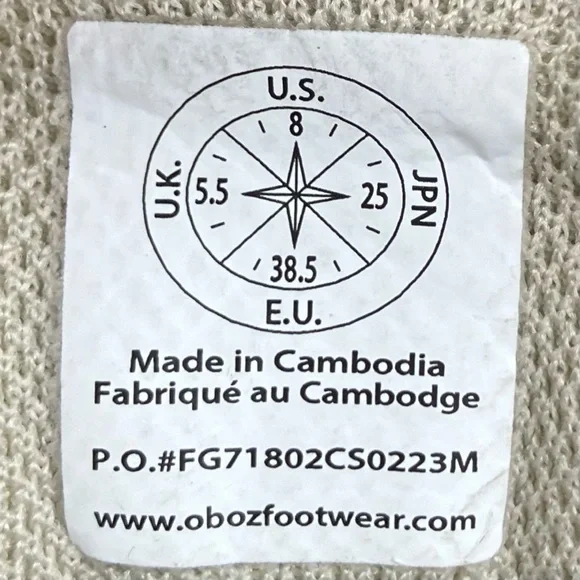 U.S.
8
U.K. 5.5 25 JPN
38.5
E.U.
Made in Cambodia
Fabriqué au Cambodge
P.O.#FG71802CS0223M
www.obozfootwear.com